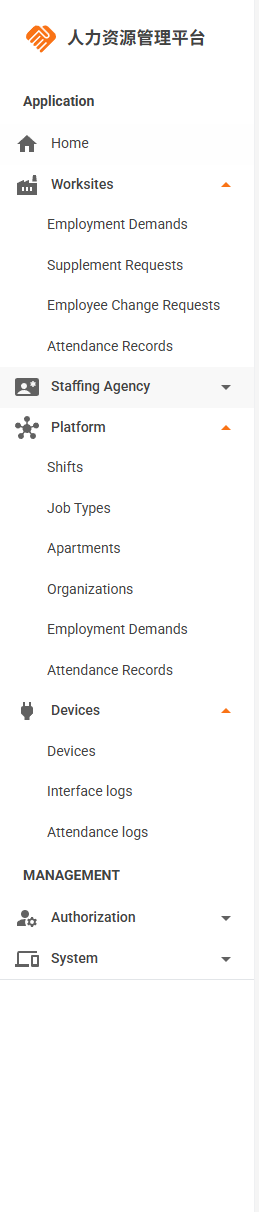 人力资源管理平台
Application
Home
Worksites
Employment Demands
Supplement Requests
Employee Change Requests
Attendance Records
Staffing Agency
Platform
Shifts
Job Types
Apartments
Organizations
Employment Demands
Attendance Records
Devices
Devices
Interface logs
Attendance logs
MANAGEMENT
Authorization
System